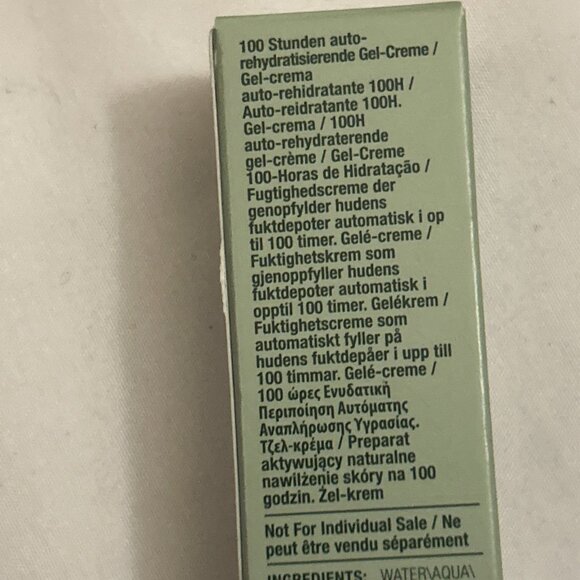 100 Stunden auto-
rehydratisierende Gel-Creme /
Gel-crema
auto-rehidratante 100H /
Auto-reidratante 100H.
Gel-crema / 100H
auto-rehydraterende
gel-crème / Gel-Creme
100-Horas de Hidratação /
Fugtighedscreme der
genopfylder hudens
fuktdepoter automatisk i op
til 100 timer. Gelé-creme /
Fuktighetskrem som
gjenoppfyller hudens
fuktdepoter automatisk i
opptil 100 timer. Gelékrem /
Fuktighetscreme som
automatiskt fyller på
hudens fuktdepåer i upp till
100 timmar. Gelé-creme /
100 ώρες Ενυδατική
Περιποίηση Αυτόματης
Αναπλήρωσης Υγρασίας.
Τζελ-κρέμα / Preparat
aktywujący naturalne
nawilżenie skóry na 100
godzin. Żel-krem
Not For Individual Sale / Ne
peut être vendu séparément
INGREDIENTS: WATER\AQUA\